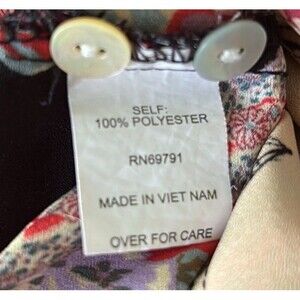 SELF:
100% POLYESTER
RN69791
MADE IN VIET NAM
OVER FOR CARE